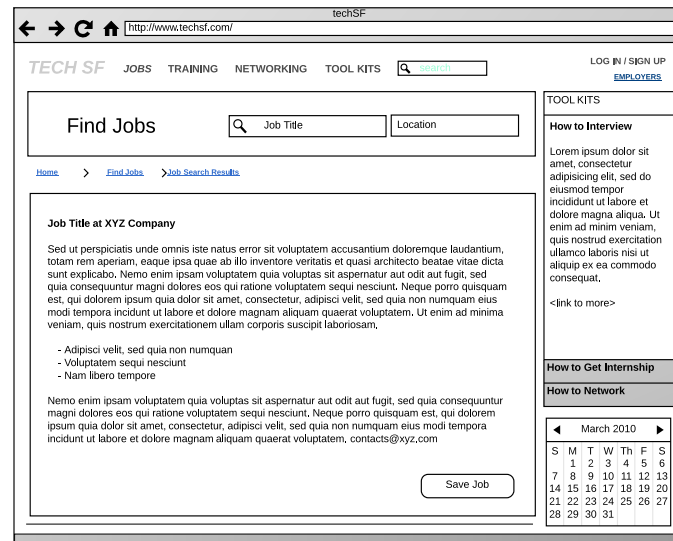 techSF
http://www.techsf.com/
TECH SF JOBS TRAINING NETWORKING TOOL KITS search
LOG IN / SIGN UP
EMPLOYERS
Find Jobs Job Title Location
Home Find Jobs Job Search Results
Job Title at XYZ Company
Sed ut perspiciatis unde omnis iste natus error sit voluptatem accusantium doloremque laudantium,
totam rem aperiam, eaque ipsa quae ab illo inventore veritatis et quasi architecto beatae vitae dicta
sunt explicabo. Nemo enim ipsam voluptatem quia voluptas sit aspernatur aut odit aut fugit, sed
quia consequuntur magni dolores eos qui ratione voluptatem sequi nesciunt. Neque porro quisquam
est, qui dolorem ipsum quia dolor sit amet, consectetur, adipisci velit, sed quia non numquam eius
modi tempora incidunt ut labore et dolore magnam aliquam quaerat voluptatem. Ut enim ad minima
veniam, quis nostrum exercitationem ullam corporis suscipit laboriosam,
- Adipisci velit, sed quia non numquan
- Voluptatem sequi nesciunt
- Nam libero tempore
Nemo enim ipsam voluptatem quia voluptas sit aspernatur aut odit aut fugit, sed quia consequuntur
magni dolores eos qui ratione voluptatem sequi nesciunt. Neque porro quisquam est, qui dolorem
ipsum quia dolor sit amet, consectetur, adipisci velit, sed quia non numquam eius modi tempora
incidunt ut labore et dolore magnam aliquam quaerat voluptatem, contacts@xyz.com
Save Job
TOOL KITS
How to Interview
Lorem ipsum dolor sit
amet, consectetur
adipisicing elit, sed do
eiusmod tempor
incididunt ut labore et
dolore magna aliqua. Ut
enim ad minim veniam,
quis nostrud exercitation
ullamco laboris nisi ut
aliquip ex ea commodo
consequat,
<link to more>
How to Get Internship
How to Network
March 2010
S M T W Th F S
1 2 3 4 5 6
7 8 9 10 11 12 13
14 15 16 17 18 19 20
21 22 23 24 25 26 27
28 29 30 31